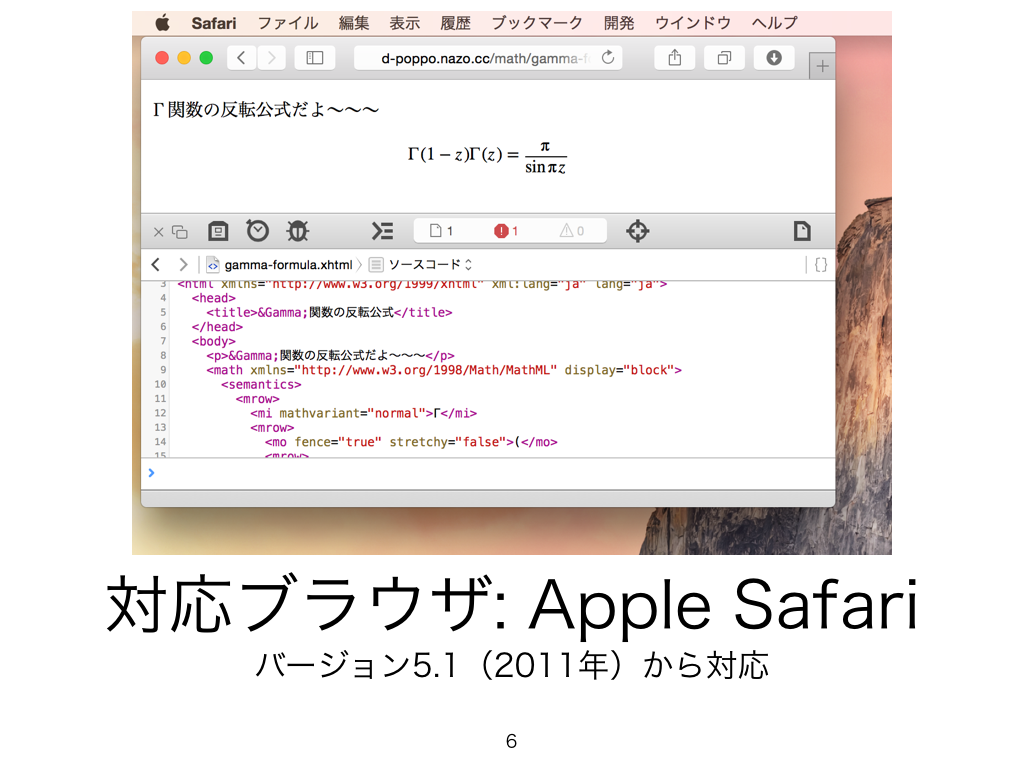 Safari ファイル 編集 表示 履歴 ブックマーク 開発 ウインドウ ヘルプ
d-poppo.nazo.cc/math/gamma-f
Γ関数の反転公式だよ〜〜〜
Γ(1 − z)Γ(z) = π / sin πz
1 1 0
gamma-formula.xhtml ソースコード {}
3 <html xmlns="http://www.w3.org/1999/xhtml" xml:lang="ja" lang="ja">
4 <head>
5 <title>&Gamma;関数の反転公式</title>
6 </head>
7 <body>
8 <p>&Gamma;関数の反転公式だよ〜〜〜</p>
9 <math xmlns="http://www.w3.org/1998/Math/MathML" display="block">
10 <semantics>
11 <mrow>
12 <mi mathvariant="normal">Γ</mi>
13 <mrow>
14 <mo fence="true" stretchy="false">(</mo>
15 <mrow>
対応ブラウザ: Apple Safari
バージョン5.1（2011年）から対応
6